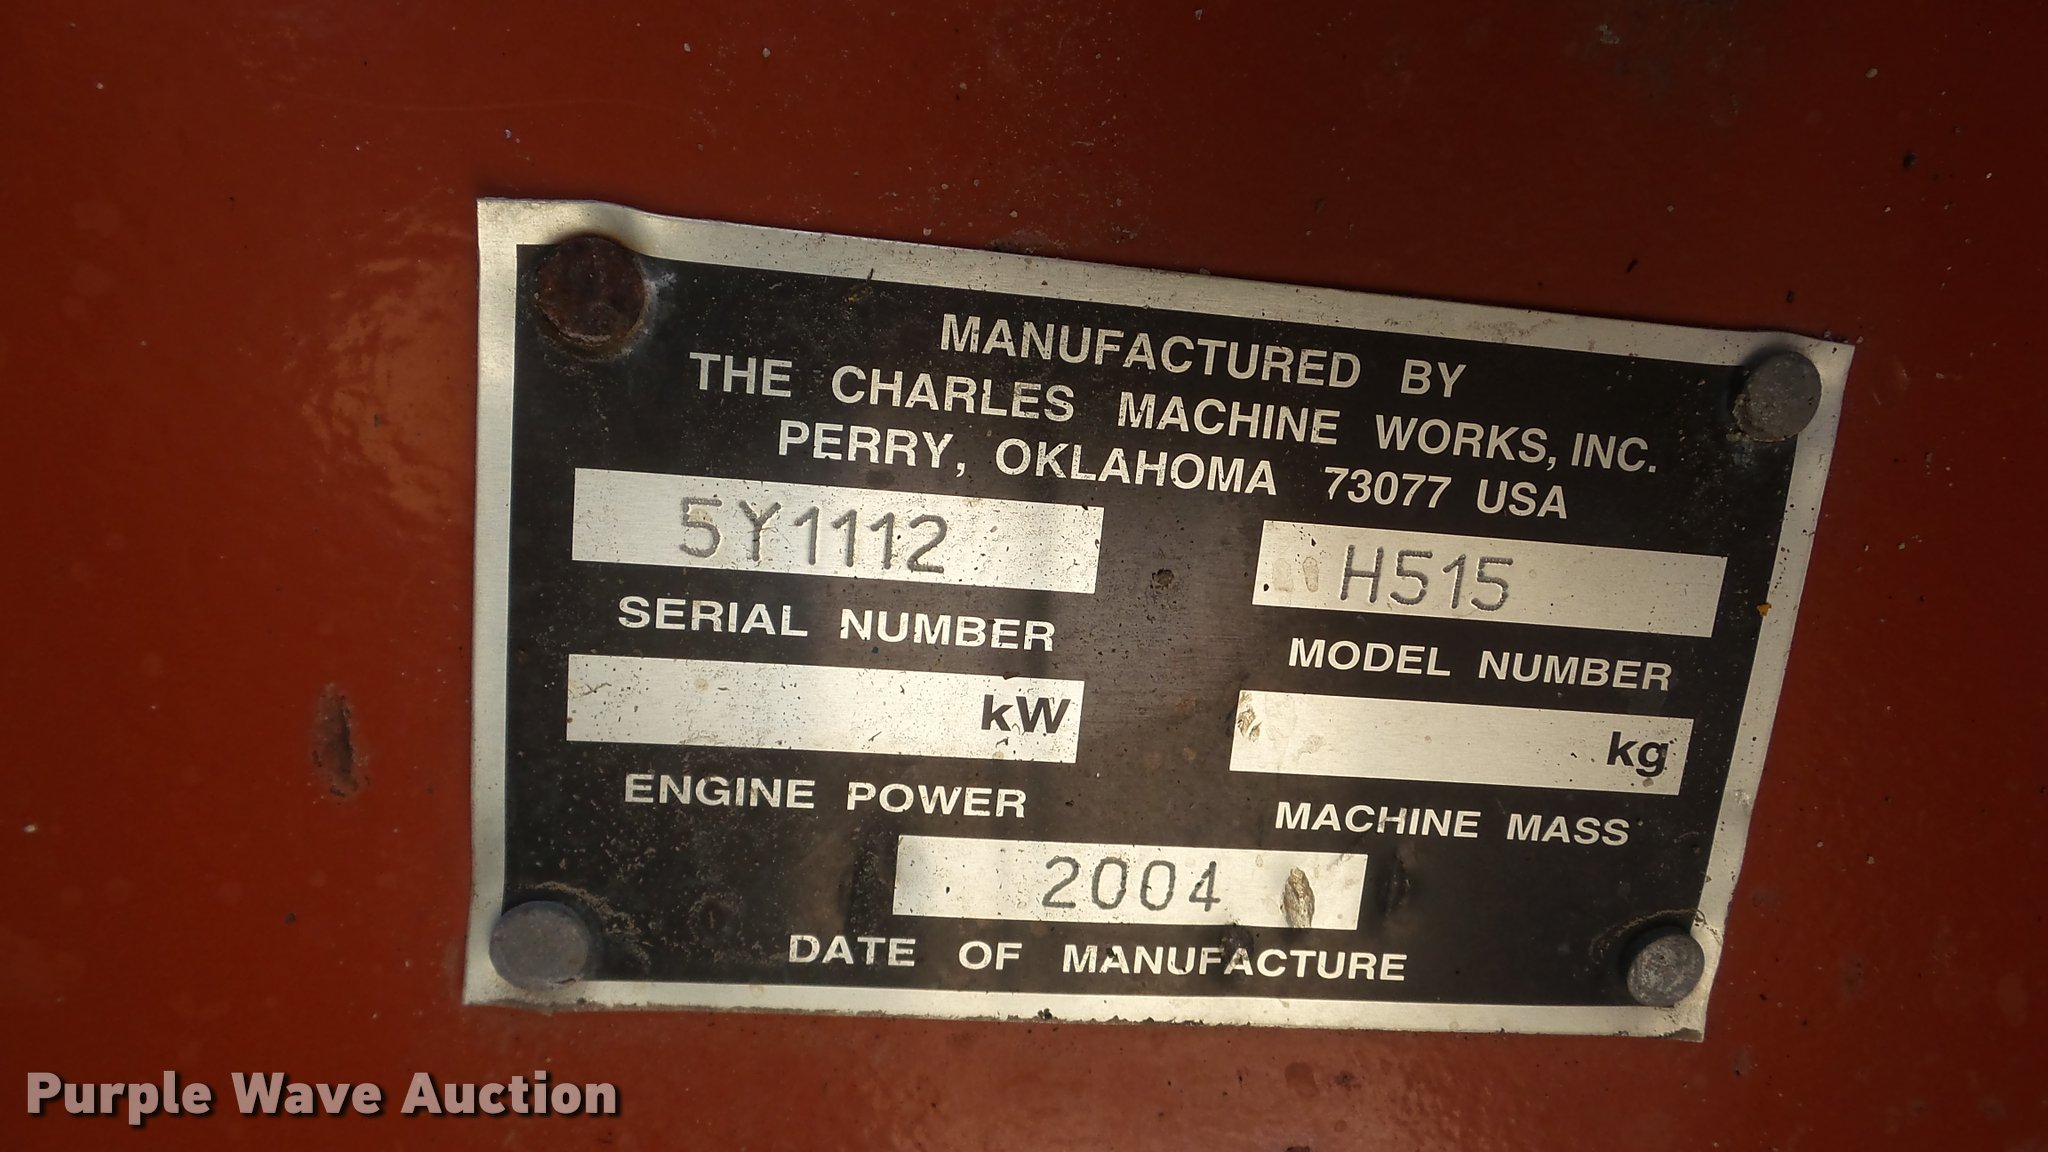 MANUFACTURED BY
THE CHARLES MACHINE WORKS, INC.
PERRY, OKLAHOMA 73077 USA
5Y1112
H515
SERIAL NUMBER
MODEL NUMBER
kW
kg
ENGINE POWER
MACHINE MASS
2004
DATE OF MANUFACTURE
Purple Wave Auction